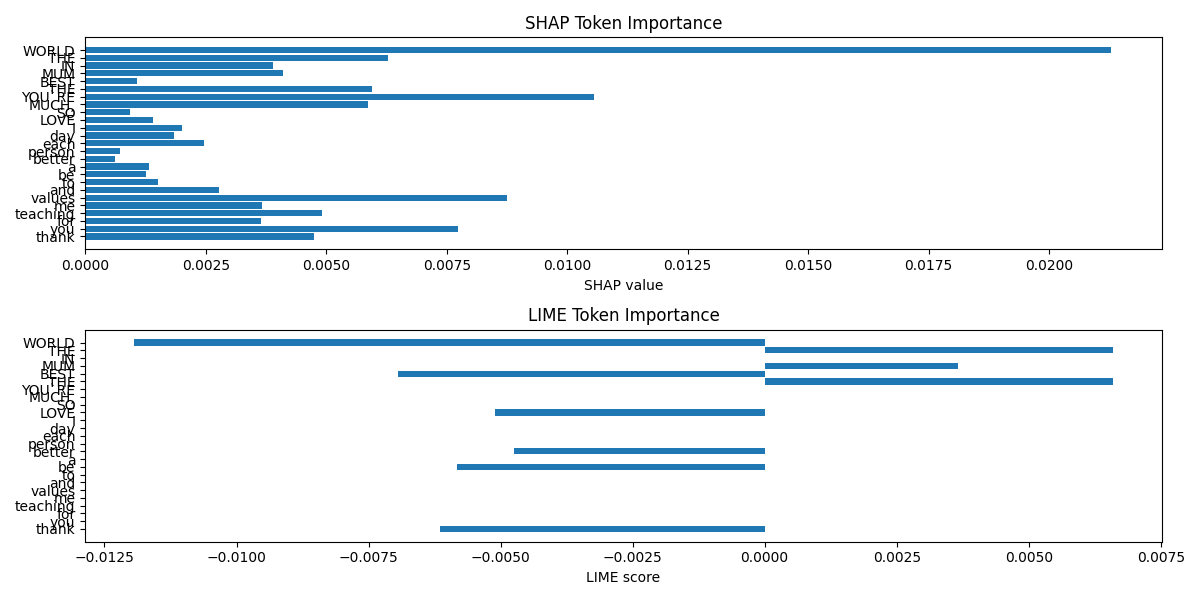 SHAP Token Importance
WORLD
THE
IN
MUM
BEST
THE
YOU'RE
MUCH,
SO
LOVE
I
day
each
person
better
a
be
to
and
values
me
teaching
for
you
thank
0.0000 0.0025 0.0050 0.0075 0.0100 0.0125 0.0150 0.0175 0.0200
SHAP value
LIME Token Importance
WORLD
THE
IN
MUM
BEST
THE
YOU'RE
MUCH,
SO
LOVE
I
day
each
person
better
a
be
to
and
values
me
teaching
for
you
thank
−0.0125 −0.0100 −0.0075 −0.0050 −0.0025 0.0000 0.0025 0.0050 0.0075
LIME score